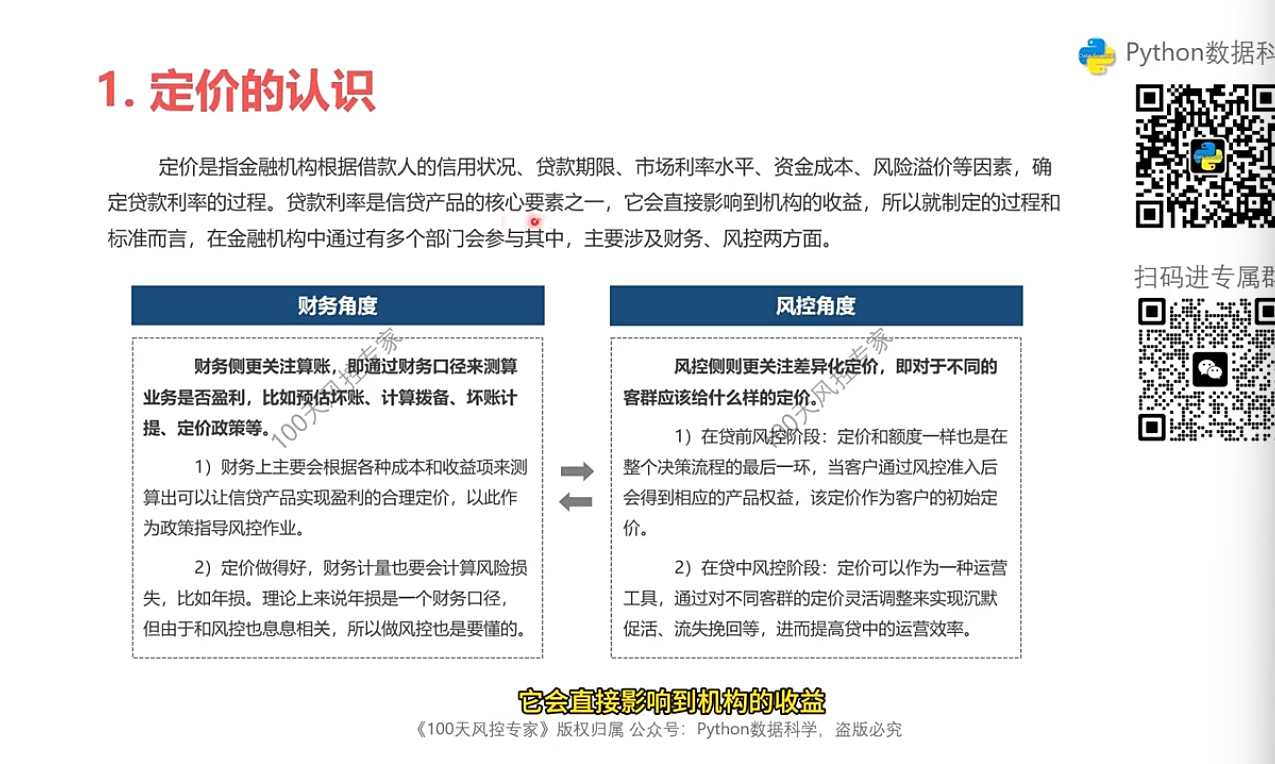 1. 定价的认识
Python数据科
定价是指金融机构根据借款人的信用状况、贷款期限、市场利率水平、资金成本、风险溢价等因素，确
定贷款利率的过程。贷款利率是信贷产品的核心要素之一，它会直接影响到机构的收益，所以就制定的过程和
标准而言，在金融机构中通过有多个部门会参与其中，主要涉及财务、风控两方面。
扫码进专属群
财务角度
财务侧更关注算账，即通过财务口径来测算
业务是否盈利，比如预估坏账、计算拨备、坏账计
提、定价政策等。
1）财务上主要会根据各种成本和收益项来测
算出可以让信贷产品实现盈利的合理定价，以此作
为政策指导风控作业。
2）定价做得好，财务计量也要会计算风险损
失，比如年损。理论上来说年损是一个财务口径，
但由于和风控也息息相关，所以做风控也是要懂的。
100天风控专家
风控角度
风控侧则更关注差异化定价，即对于不同的
客群应该给什么样的定价。
1）在贷前风控阶段：定价和额度一样也是在
整个决策流程的最后一环，当客户通过风控准入后
会得到相应的产品权益，该定价作为客户的初始定
价。
2）在贷中风控阶段：定价可以作为一种运营
工具，通过对不同客群的定价灵活调整来实现沉默
促活、流失挽回等，进而提高贷中的运营效率。
100天风控专家
它会直接影响到机构的收益
《100天风控专家》版权归属 公众号：Python数据科学，盗版必究